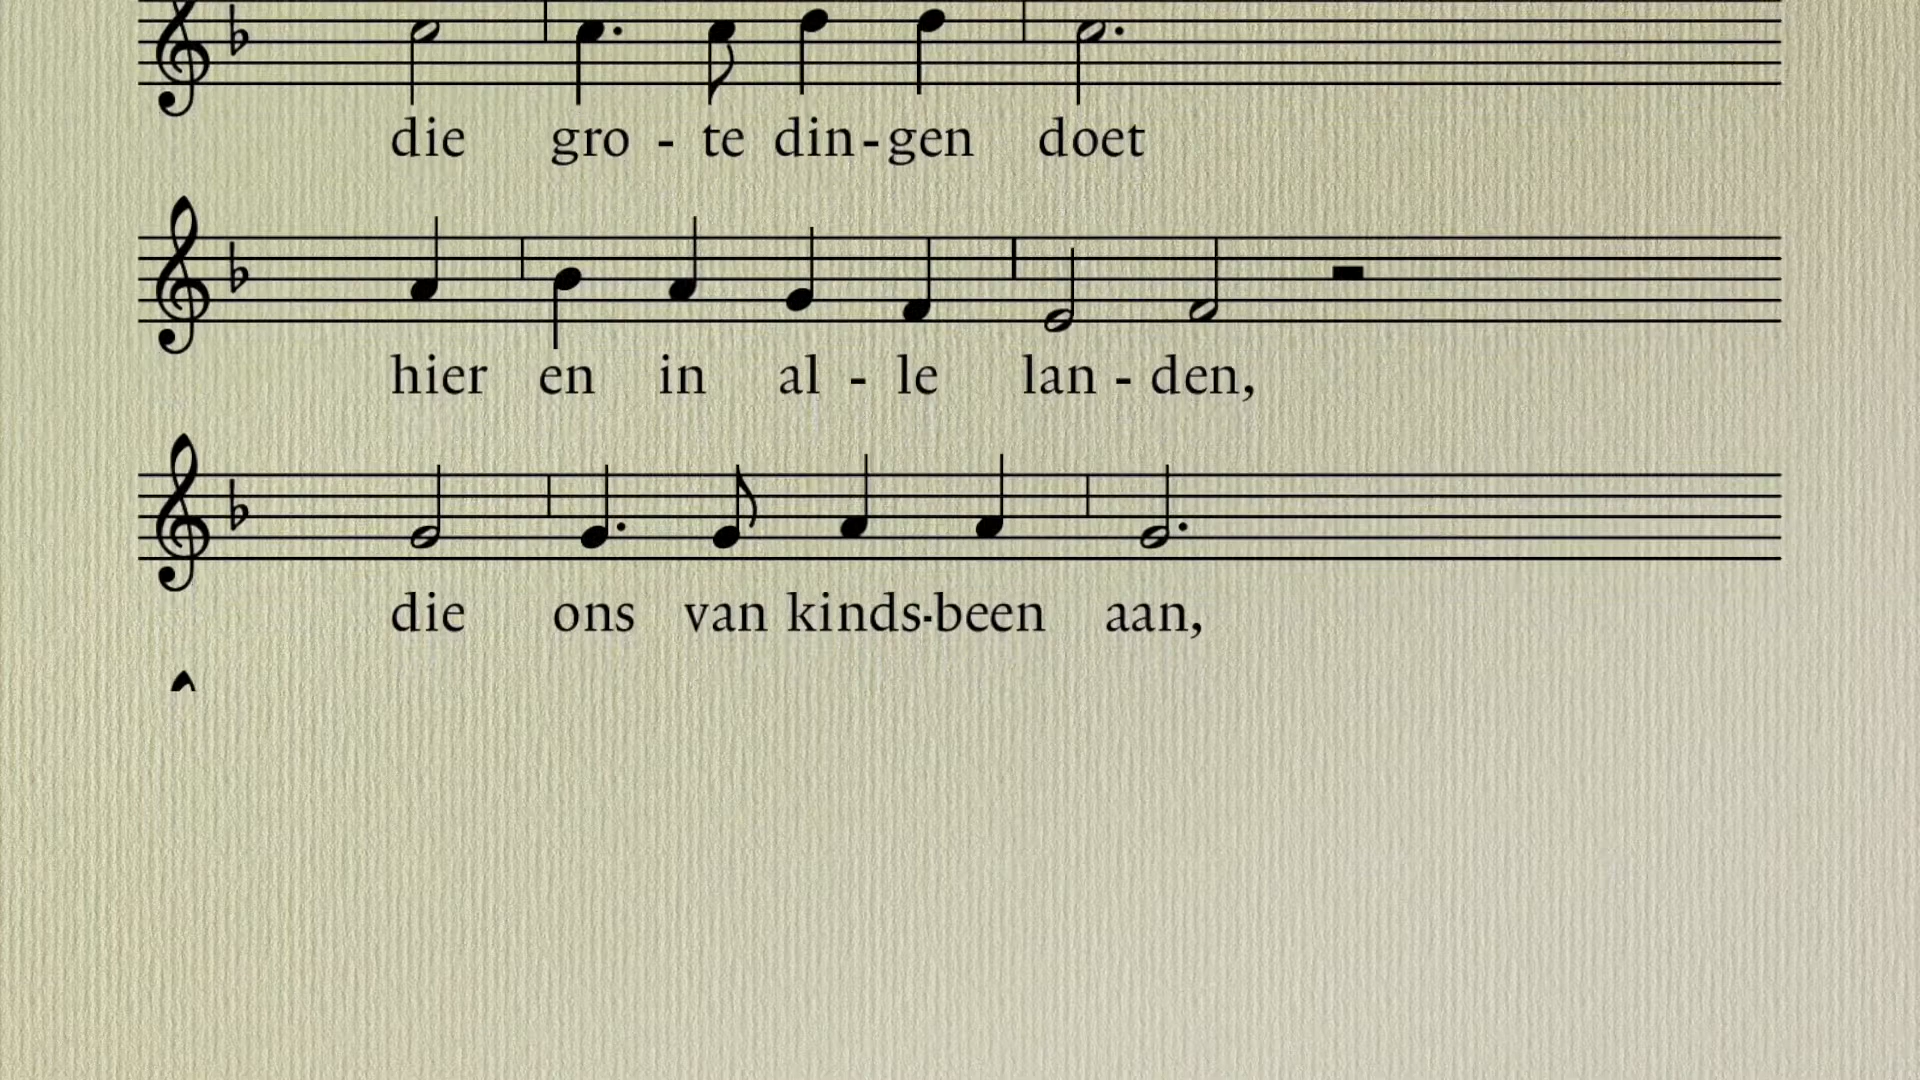 die gro - te din - gen doet
hier en in al - le lan - den,
die ons van kinds-been aan,